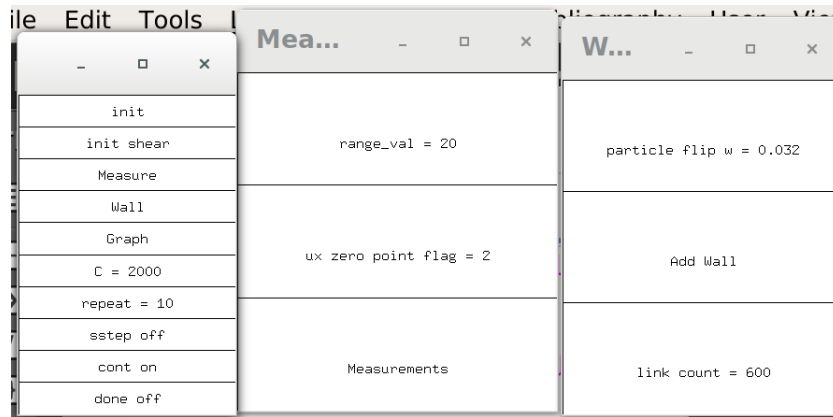 ile Edit Tools
init
init shear
Measure
Wall
Graph
C = 2000
repeat = 10
sstep off
cont on
done off
Mea...
range_val = 20
ux zero point flag = 2
Measurements
W...
particle flip w = 0.032
Add Wall
link count = 600